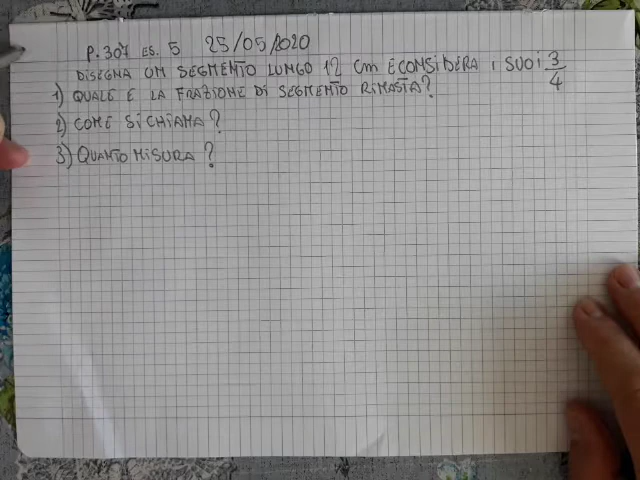 P. 307 ES. 5 25/05/2020
DISEGNA UN SEGMENTO LUNGO 12 cm E CONSIDERA I SUOI 3/4
1) QUALE È LA FRAZIONE DI SEGMENTO RIMASTA?
2) COME SI CHIAMA?
3) QUANTO MISURA?